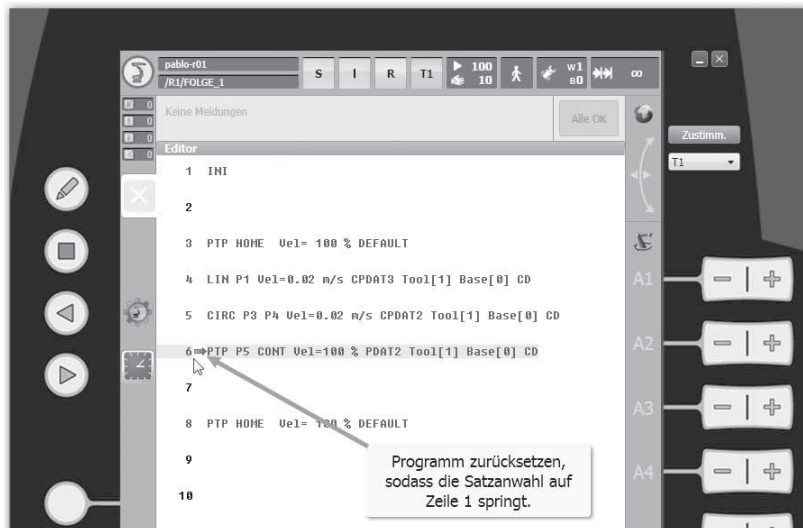 pablo-r01
/R1/FOLGE_1
S I R T1 100 10 W1 B0 ∞
Keine Meldungen
Alle OK
0
0
0
0
Editor
Zustimm.
T1
1 INI
2
3 PTP HOME Vel= 100 % DEFAULT
4 LIN P1 Vel=0.02 m/s CPDAT3 Tool[1] Base[0] CD
5 CIRC P3 P4 Vel=0.02 m/s CPDAT2 Tool[1] Base[0] CD
6 PTP P5 CONT Vel=100 % PDAT2 Tool[1] Base[0] CD
7
8 PTP HOME Vel= 100 % DEFAULT
9
10
A1
A2
A3
A4
Programm zurücksetzen,
sodass die Satzanwahl auf
Zeile 1 springt.